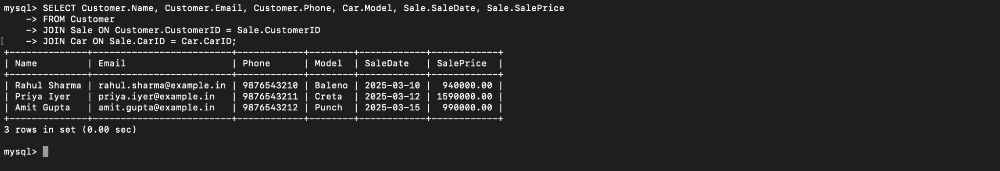 mysql> SELECT Customer.Name, Customer.Email, Customer.Phone, Car.Model, Sale.SaleDate, Sale.SalePrice
    -> FROM Customer
    -> JOIN Sale ON Customer.CustomerID = Sale.CustomerID
[    -> JOIN Car ON Sale.CarID = Car.CarID;
+--------------+-------------------------+------------+--------+------------+------------+
| Name         | Email                   | Phone      | Model  | SaleDate   | SalePrice  |
+--------------+-------------------------+------------+--------+------------+------------+
| Rahul Sharma | rahul.sharma@example.in | 9876543210 | Baleno | 2025-03-10 |  940000.00 |
| Priya Iyer   | priya.iyer@example.in   | 9876543211 | Creta  | 2025-03-12 | 1590000.00 |
| Amit Gupta   | amit.gupta@example.in   | 9876543212 | Punch  | 2025-03-15 |  990000.00 |
+--------------+-------------------------+------------+--------+------------+------------+
3 rows in set (0.00 sec)
mysql>